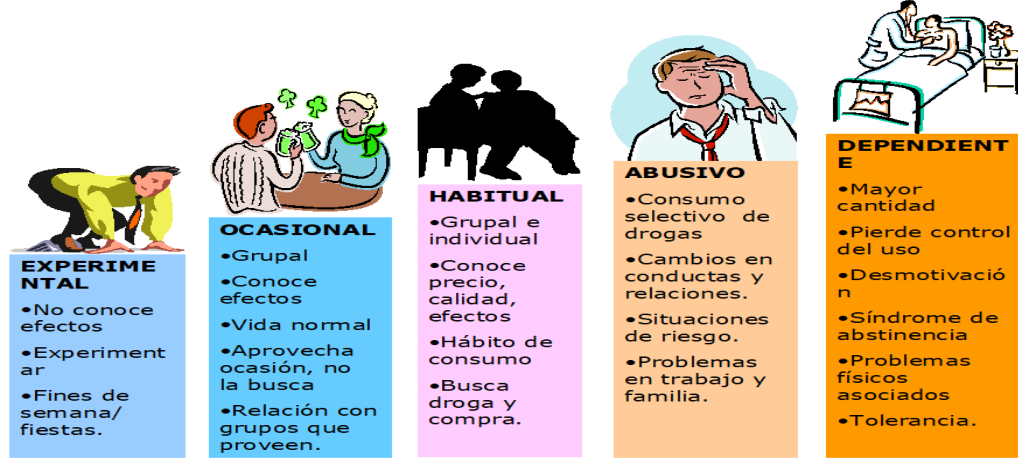 EXPERIME
NTAL
•No conoce
efectos
•Experiment
ar
•Fines de
semana/
fiestas.
OCASIONAL
•Grupal
•Conoce
efectos
•Vida normal
•Aprovecha
ocasión, no
la busca
•Relación con
grupos que
proveen.
HABITUAL
•Grupal e
individual
•Conoce
precio,
calidad,
efectos
•Hábito de
consumo
•Busca
droga y
compra.
ABUSIVO
•Consumo
selectivo de
drogas
•Cambios en
conductas y
relaciones.
•Situaciones
de riesgo.
•Problemas
en trabajo y
familia.
DEPENDIENT
E
•Mayor
cantidad
•Pierde control
del uso
•Desmotivació
n
•Síndrome de
abstinencia
•Problemas
físicos
asociados
•Tolerancia.